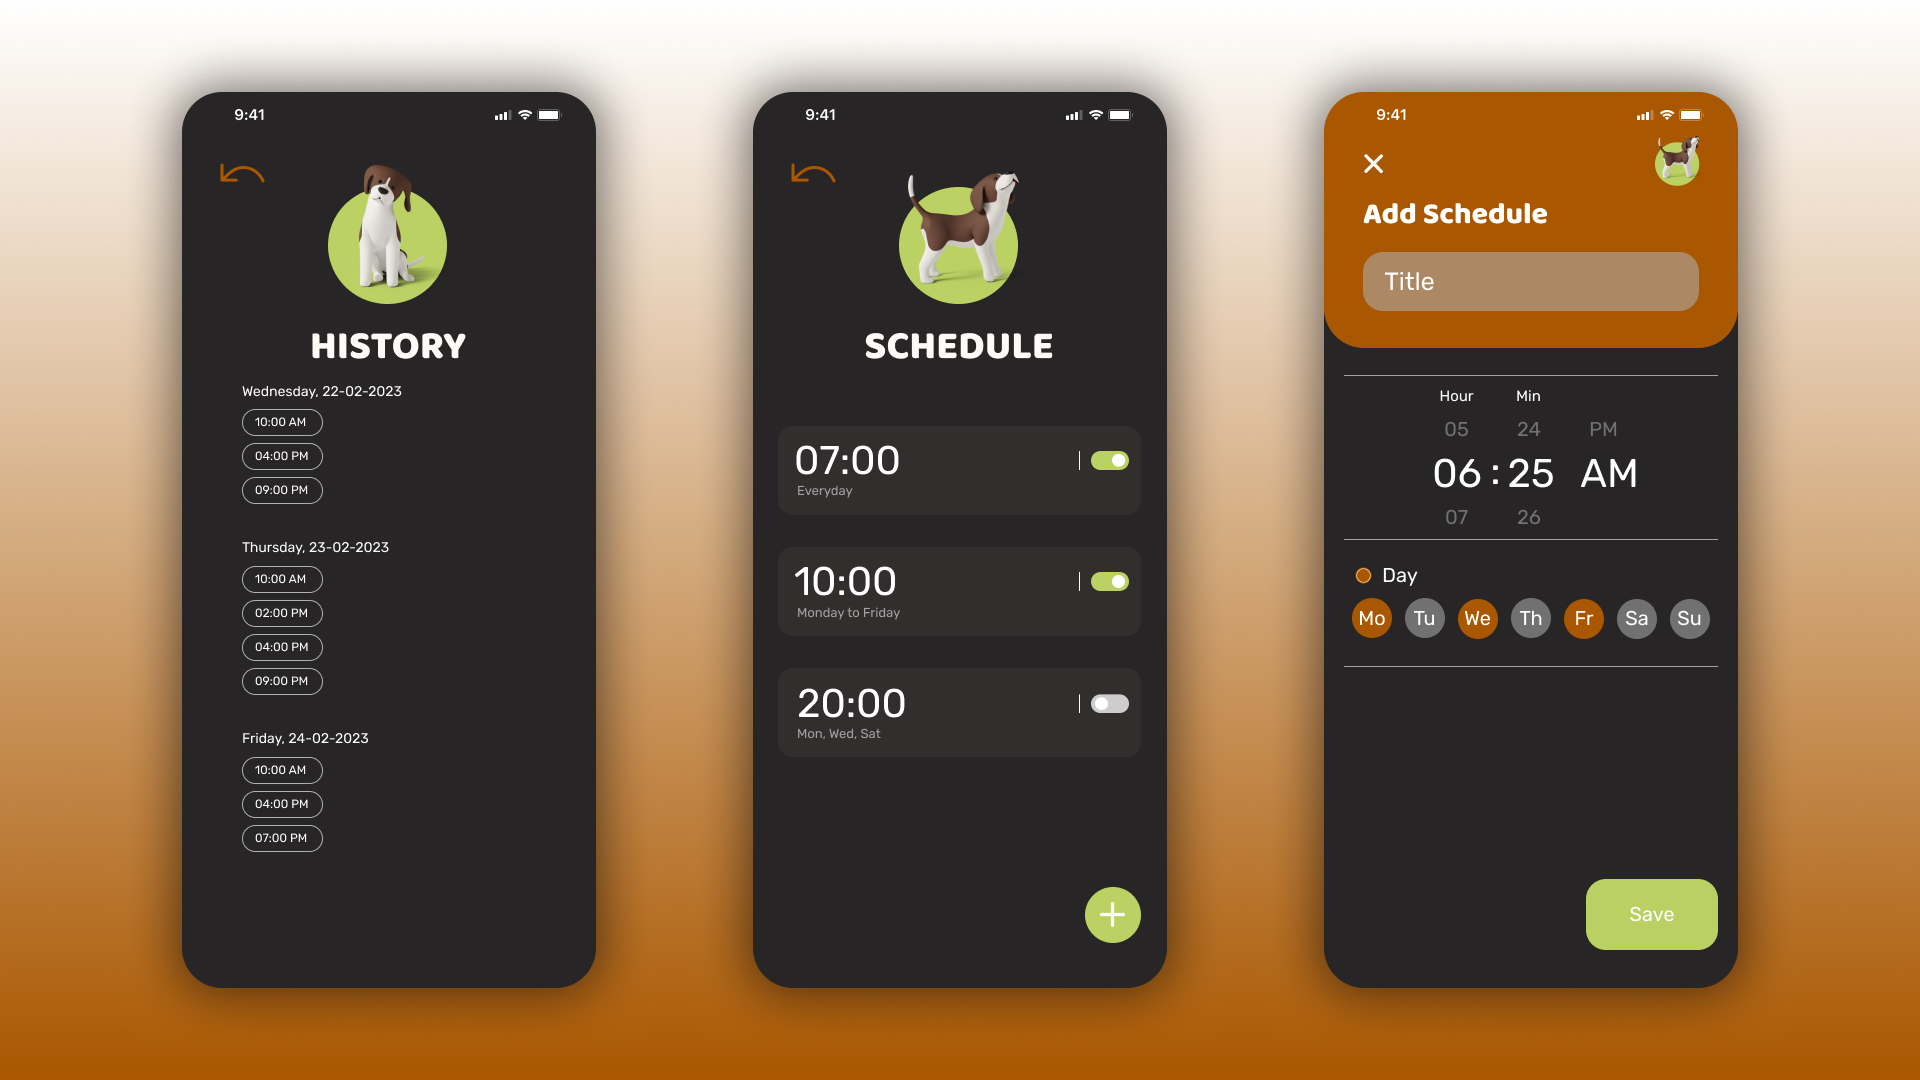 9:41
HISTORY
Wednesday, 22-02-2023
10:00 AM
04:00 PM
09:00 PM
Thursday, 23-02-2023
10:00 AM
02:00 PM
04:00 PM
09:00 PM
Friday, 24-02-2023
10:00 AM
04:00 PM
07:00 PM
9:41
SCHEDULE
07:00
Everyday
10:00
Monday to Friday
20:00
Mon, Wed, Sat
9:41
Add Schedule
Title
Hour Min
05 24 PM
06 : 25 AM
07 26
Day
Mo Tu We Th Fr Sa Su
Save